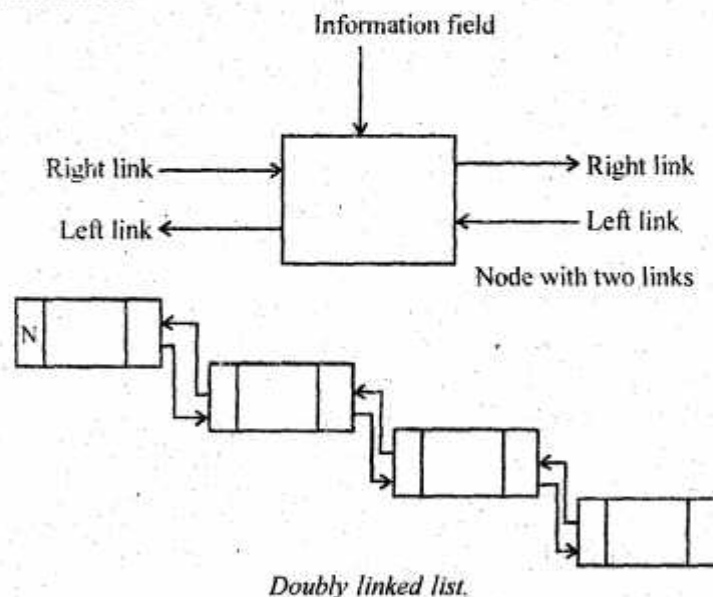 Information field
Right link
Right link
Left link
Left link
Node with two links
N
Doubly linked list.